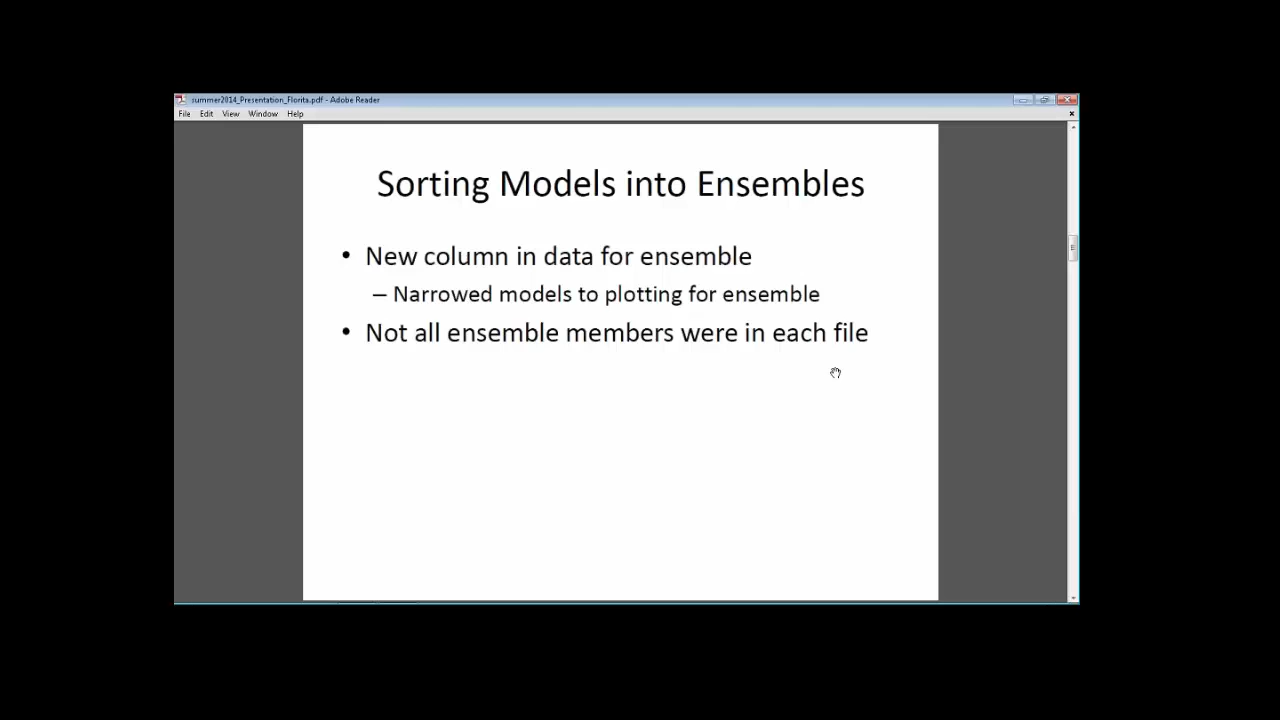 summer2014_Presentation_Florita.pdf - Adobe Reader
File Edit View Window Help
Sorting Models into Ensembles
• New column in data for ensemble
– Narrowed models to plotting for ensemble
• Not all ensemble members were in each file